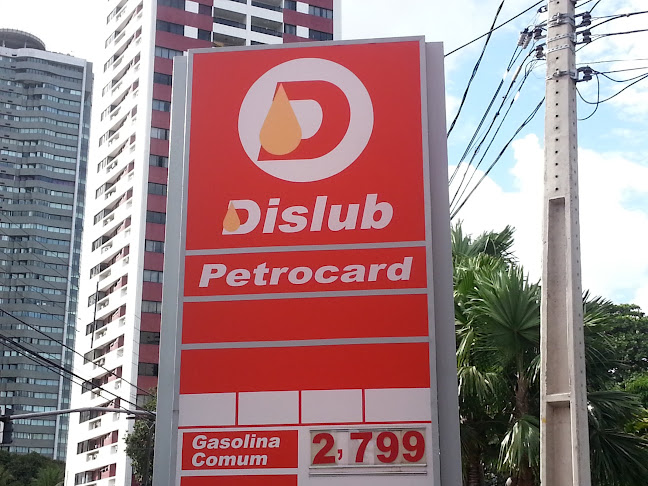 D
Dislub
Petrocard
Gasolina
Comum
2,799